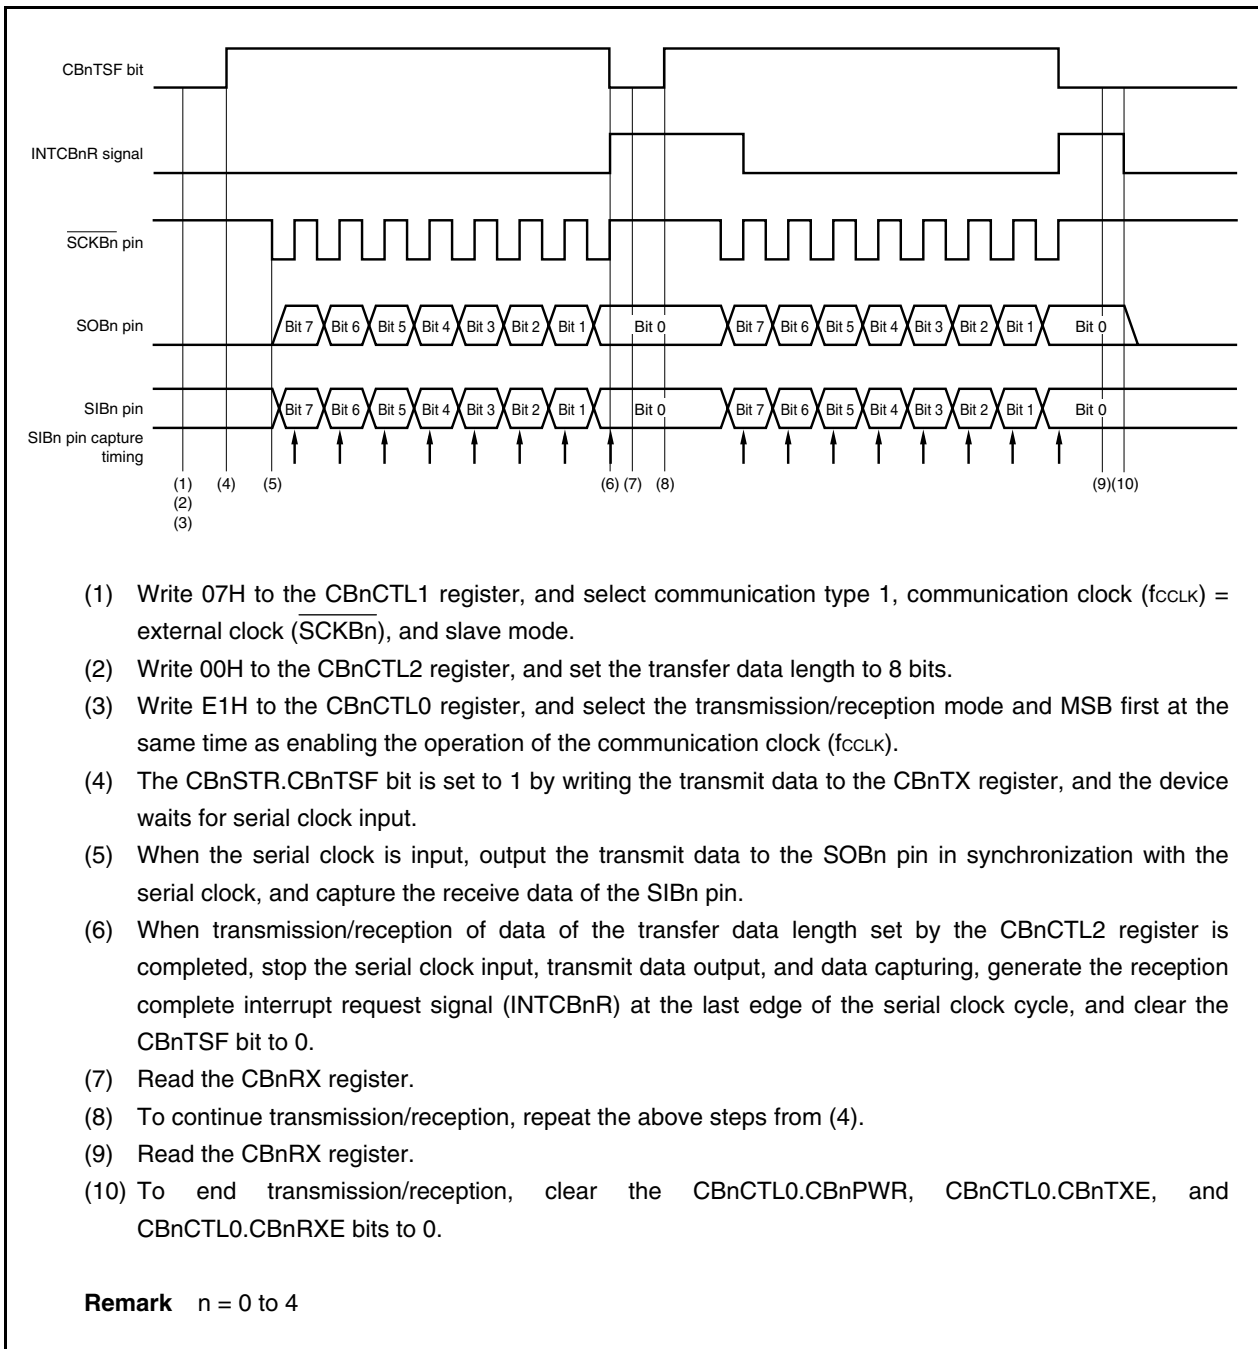 CBnTSF bit
INTCBnR signal
SCKBn pin
SOBn pin
Bit 7 Bit 6 Bit 5 Bit 4 Bit 3 Bit 2 Bit 1 Bit 0 Bit 7 Bit 6 Bit 5 Bit 4 Bit 3 Bit 2 Bit 1 Bit 0
SIBn pin
Bit 7 Bit 6 Bit 5 Bit 4 Bit 3 Bit 2 Bit 1 Bit 0 Bit 7 Bit 6 Bit 5 Bit 4 Bit 3 Bit 2 Bit 1 Bit 0
SIBn pin capture
timing
(1) (4) (5) (6) (7) (8) (9) (10)
(2)
(3)
(1) Write 07H to the CBnCTL1 register, and select communication type 1, communication clock (fCCLK) =
external clock (SCKBn), and slave mode.
(2) Write 00H to the CBnCTL2 register, and set the transfer data length to 8 bits.
(3) Write E1H to the CBnCTL0 register, and select the transmission/reception mode and MSB first at the
same time as enabling the operation of the communication clock (fCCLK).
(4) The CBnSTR.CBnTSF bit is set to 1 by writing the transmit data to the CBnTX register, and the device
waits for serial clock input.
(5) When the serial clock is input, output the transmit data to the SOBn pin in synchronization with the
serial clock, and capture the receive data of the SIBn pin.
(6) When transmission/reception of data of the transfer data length set by the CBnCTL2 register is
completed, stop the serial clock input, transmit data output, and data capturing, generate the reception
complete interrupt request signal (INTCBnR) at the last edge of the serial clock cycle, and clear the
CBnTSF bit to 0.
(7) Read the CBnRX register.
(8) To continue transmission/reception, repeat the above steps from (4).
(9) Read the CBnRX register.
(10) To end transmission/reception, clear the CBnCTL0.CBnPWR, CBnCTL0.CBnTXE, and
CBnCTL0.CBnRXE bits to 0.
Remark n = 0 to 4